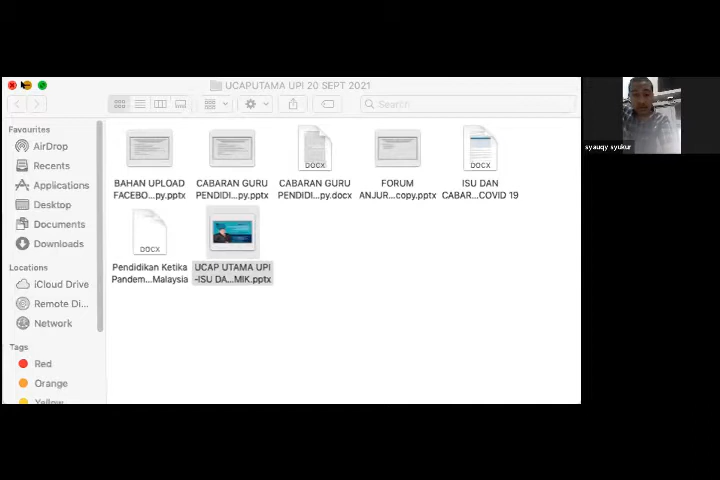 UCAPUTAMA UPI 20 SEPT 2021
Search
Favourites
AirDrop
Recents
Applications
Desktop
Documents
Downloads
Locations
iCloud Drive
Remote Di...
Network
Tags
Red
Orange
Yellow
BAHAN UPLOAD
FACEBO...py.pptx
CABARAN GURU
PENDIDI...py.pptx
DOCX
CABARAN GURU
PENDIDI...py.docx
FORUM
ANJUR...copy.pptx
DOCX
ISU DAN
CABAR...COVID 19
DOCX
Pendidikan Ketika
Pandem...Malaysia
UCAP UTAMA UPI
-ISU DA...MIK.pptx
syauqy syukur